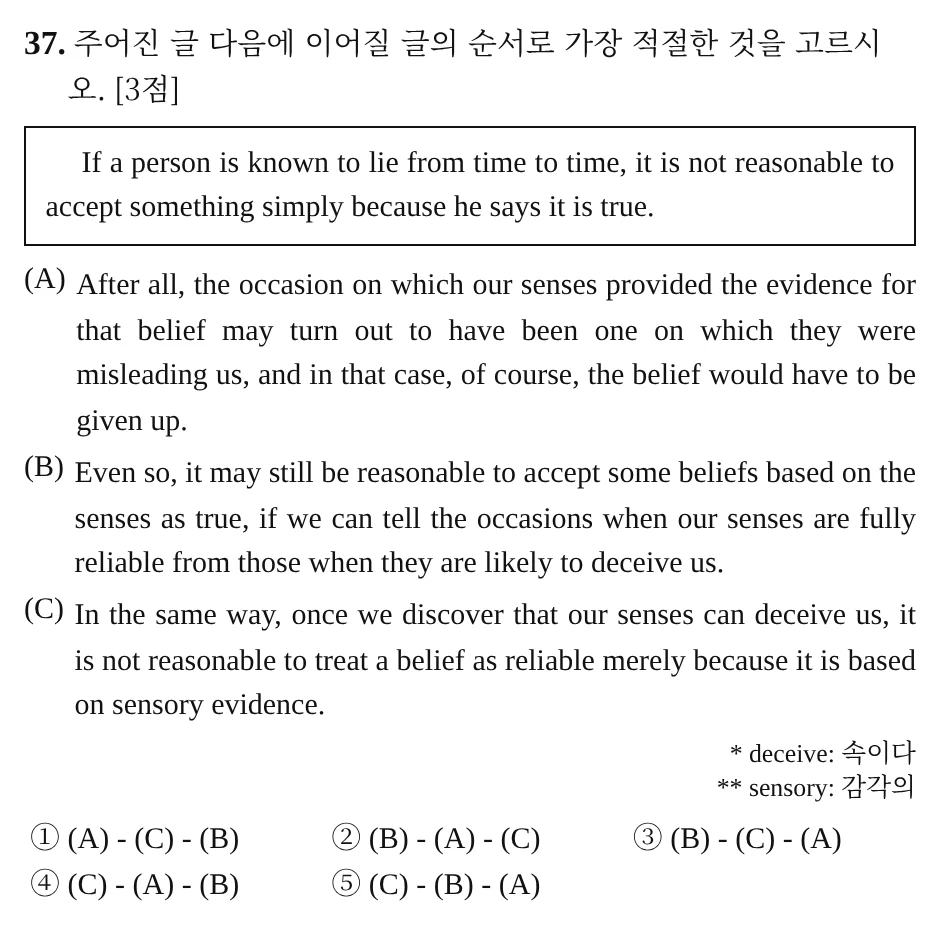 37. 주어진 글 다음에 이어질 글의 순서로 가장 적절한 것을 고르시
오. [3점]
If a person is known to lie from time to time, it is not reasonable to
accept something simply because he says it is true.
(A) After all, the occasion on which our senses provided the evidence for
that belief may turn out to have been one on which they were
misleading us, and in that case, of course, the belief would have to be
given up.
(B) Even so, it may still be reasonable to accept some beliefs based on the
senses as true, if we can tell the occasions when our senses are fully
reliable from those when they are likely to deceive us.
(C) In the same way, once we discover that our senses can deceive us, it
is not reasonable to treat a belief as reliable merely because it is based
on sensory evidence.
* deceive: 속이다
** sensory: 감각의
① (A) - (C) - (B) ② (B) - (A) - (C) ③ (B) - (C) - (A)
④ (C) - (A) - (B) ⑤ (C) - (B) - (A)